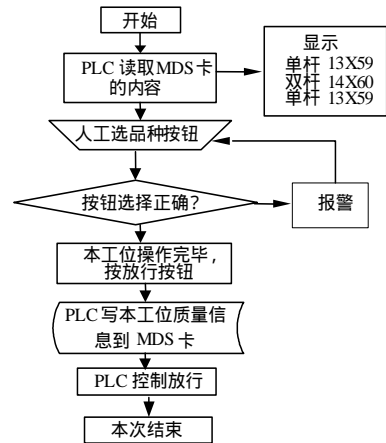 开始
PLC 读取MDS 卡
的内容
显示
单杆 13X59
双杆 14X60
单杆 13X59
人工选品种按钮
按钮选择正确?
报警
本工位操作完毕,
按放行按钮
PLC 写本工位质量信
息到 MDS 卡
PLC 控制放行
本次结束